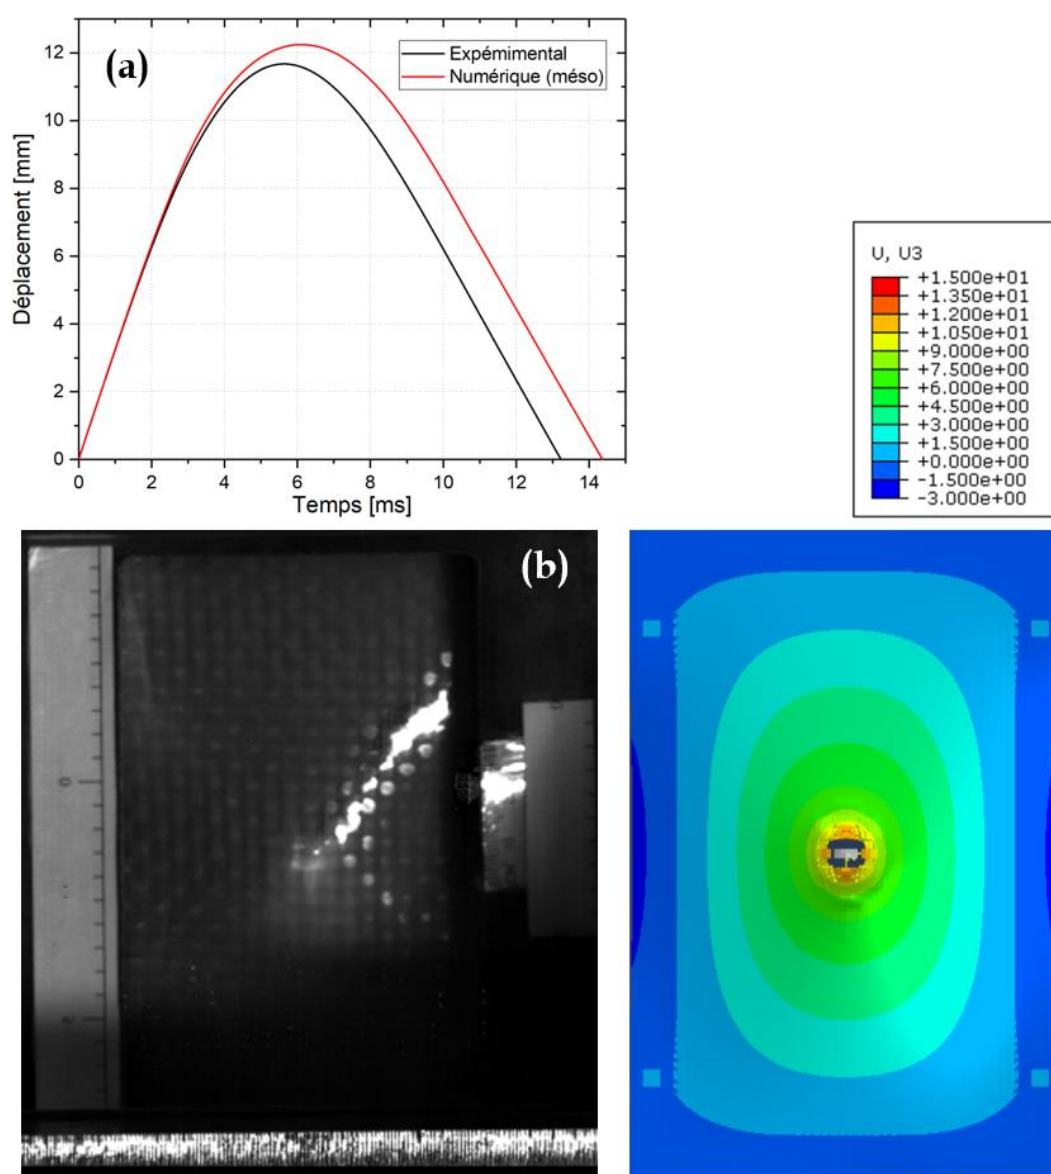 (a)
Expémimental
Numérique (méso)
Déplacement [mm]
12
10
8
6
4
2
0
0
2
4
6
8
10
12
14
Temps [ms]
U, U3
+1.500e+01
+1.350e+01
+1.200e+01
+1.050e+01
+9.000e+00
+7.500e+00
+6.000e+00
+4.500e+00
+3.000e+00
+1.500e+00
+0.000e+00
-1.500e+00
-3.000e+00
(b)